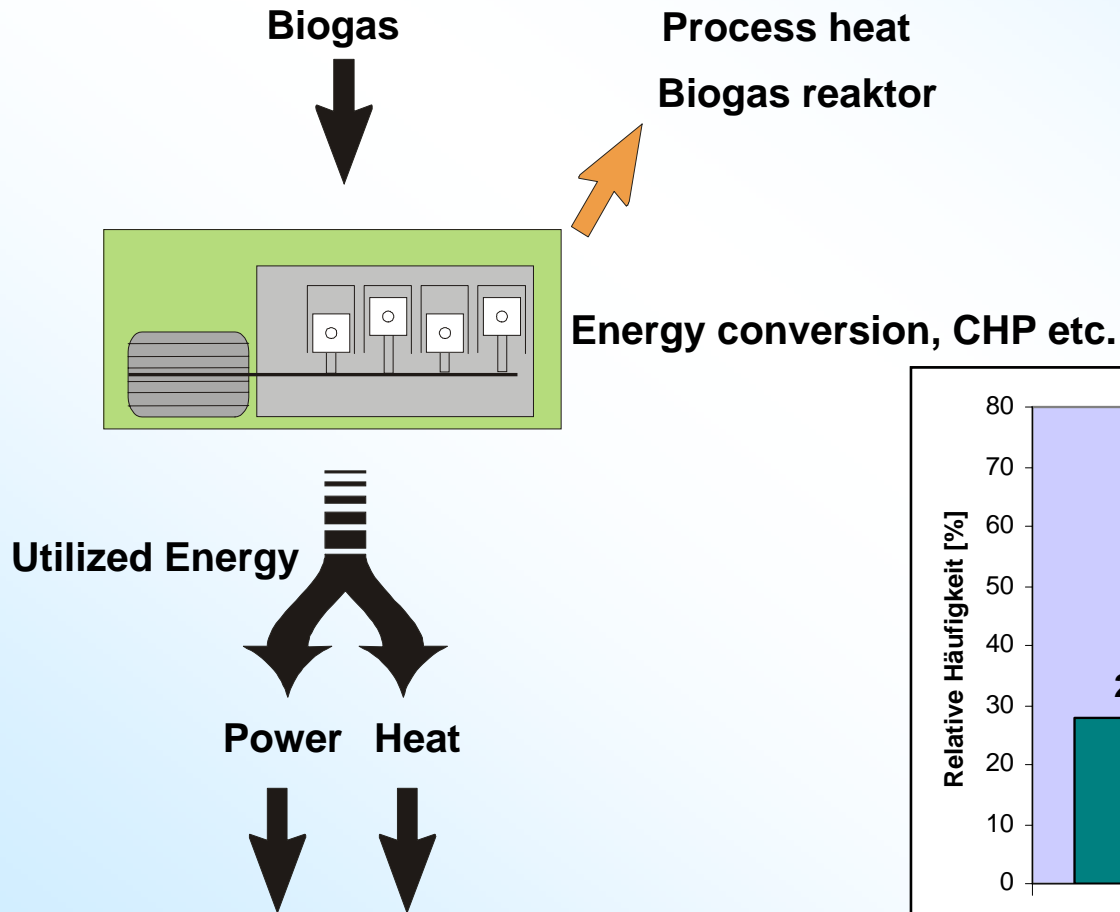 Biogas
Process heat
Biogas reaktor
Energy conversion, CHP etc.
Utilized Energy
Power Heat
Relative Häufigkeit [%]
80
70
60
50
40
30
20
10
0